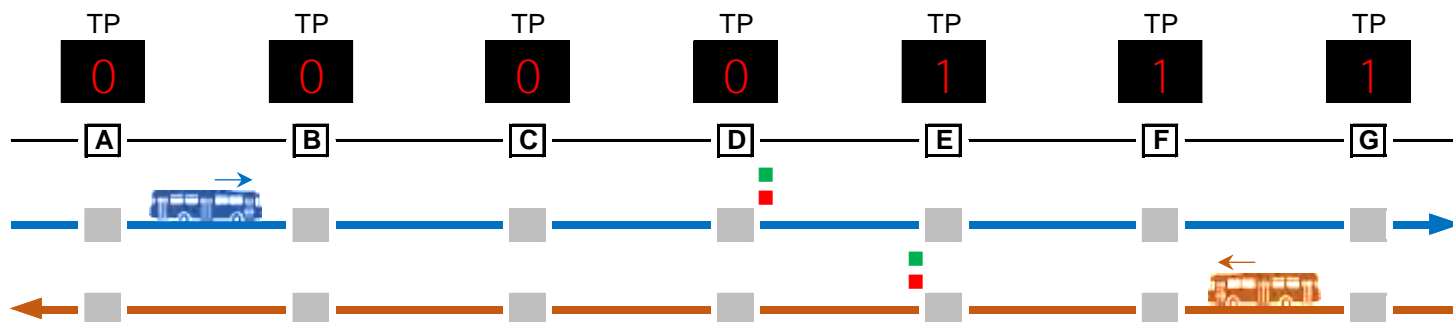 TP TP TP TP TP TP TP
0 0 0 0 1 1 1
A B C D E F G